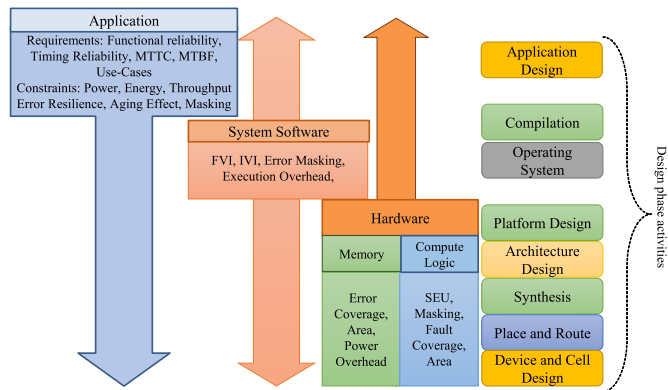 Application
Requirements: Functional reliability,
Timing Reliability, MTTC, MTBF,
Use-Cases
Constraints: Power, Energy, Throughput
Error Resilience, Aging Effect, Masking
System Software
FVI, IVI, Error Masking,
Execution Overhead,
Hardware
Memory
Compute
Logic
Error
Coverage,
Area,
Power
Overhead
SEU,
Masking,
Fault
Coverage,
Area
Application
Design
Compilation
Operating
System
Platform Design
Architecture
Design
Synthesis
Place and Route
Device and Cell
Design
Design phase activities